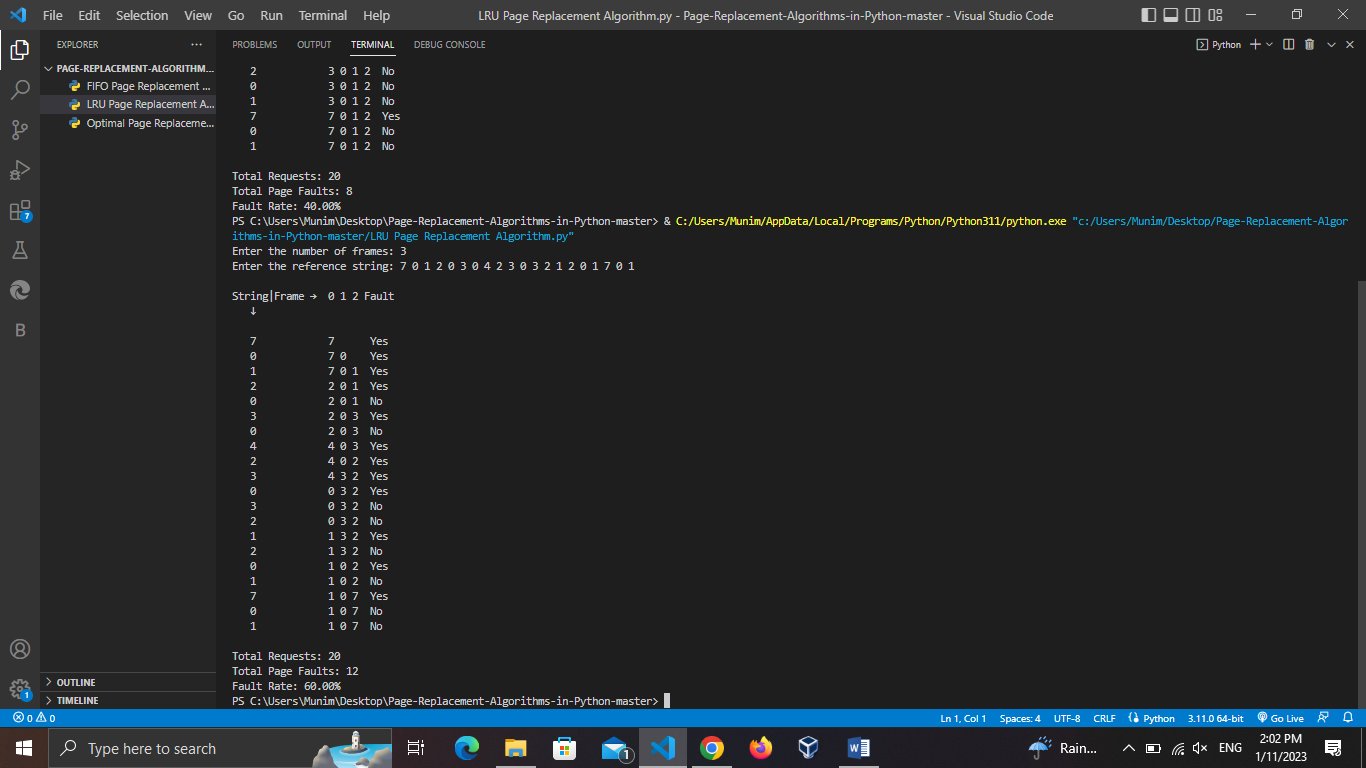 File Edit Selection View Go Run Terminal Help
LRU Page Replacement Algorithm.py - Page-Replacement-Algorithms-in-Python-master - Visual Studio Code
EXPLORER
PAGE-REPLACEMENT-ALGORITHM...
FIFO Page Replacement ...
LRU Page Replacement A...
Optimal Page Replaceme...
OUTLINE
TIMELINE
7
B
1
PROBLEMS OUTPUT TERMINAL DEBUG CONSOLE
Python
2 3 0 1 2 No
0 3 0 1 2 No
1 3 0 1 2 No
7 7 0 1 2 Yes
0 7 0 1 2 No
1 7 0 1 2 No
Total Requests: 20
Total Page Faults: 8
Fault Rate: 40.00%
PS C:\Users\Munim\Desktop\Page-Replacement-Algorithms-in-Python-master> & C:/Users/Munim/AppData/Local/Programs/Python/Python311/python.exe "c:/Users/Munim/Desktop/Page-Replacement-Algor
ithms-in-Python-master/LRU Page Replacement Algorithm.py"
Enter the number of frames: 3
Enter the reference string: 7 0 1 2 0 3 0 4 2 3 0 3 2 1 2 0 1 7 0 1
String|Frame → 0 1 2 Fault
↓
7 7 Yes
0 7 0 Yes
1 7 0 1 Yes
2 2 0 1 Yes
0 2 0 1 No
3 2 0 3 Yes
0 2 0 3 No
4 4 0 3 Yes
2 4 0 2 Yes
3 4 3 2 Yes
0 0 3 2 Yes
3 0 3 2 No
2 0 3 2 No
1 1 3 2 Yes
2 1 3 2 No
0 1 0 2 Yes
1 1 0 2 No
7 1 0 7 Yes
0 1 0 7 No
1 1 0 7 No
Total Requests: 20
Total Page Faults: 12
Fault Rate: 60.00%
PS C:\Users\Munim\Desktop\Page-Replacement-Algorithms-in-Python-master>
0 0
Ln 1, Col 1 Spaces: 4 UTF-8 CRLF Python 3.11.0 64-bit Go Live
Type here to search
1
Rain...
ENG
2:02 PM
1/11/2023